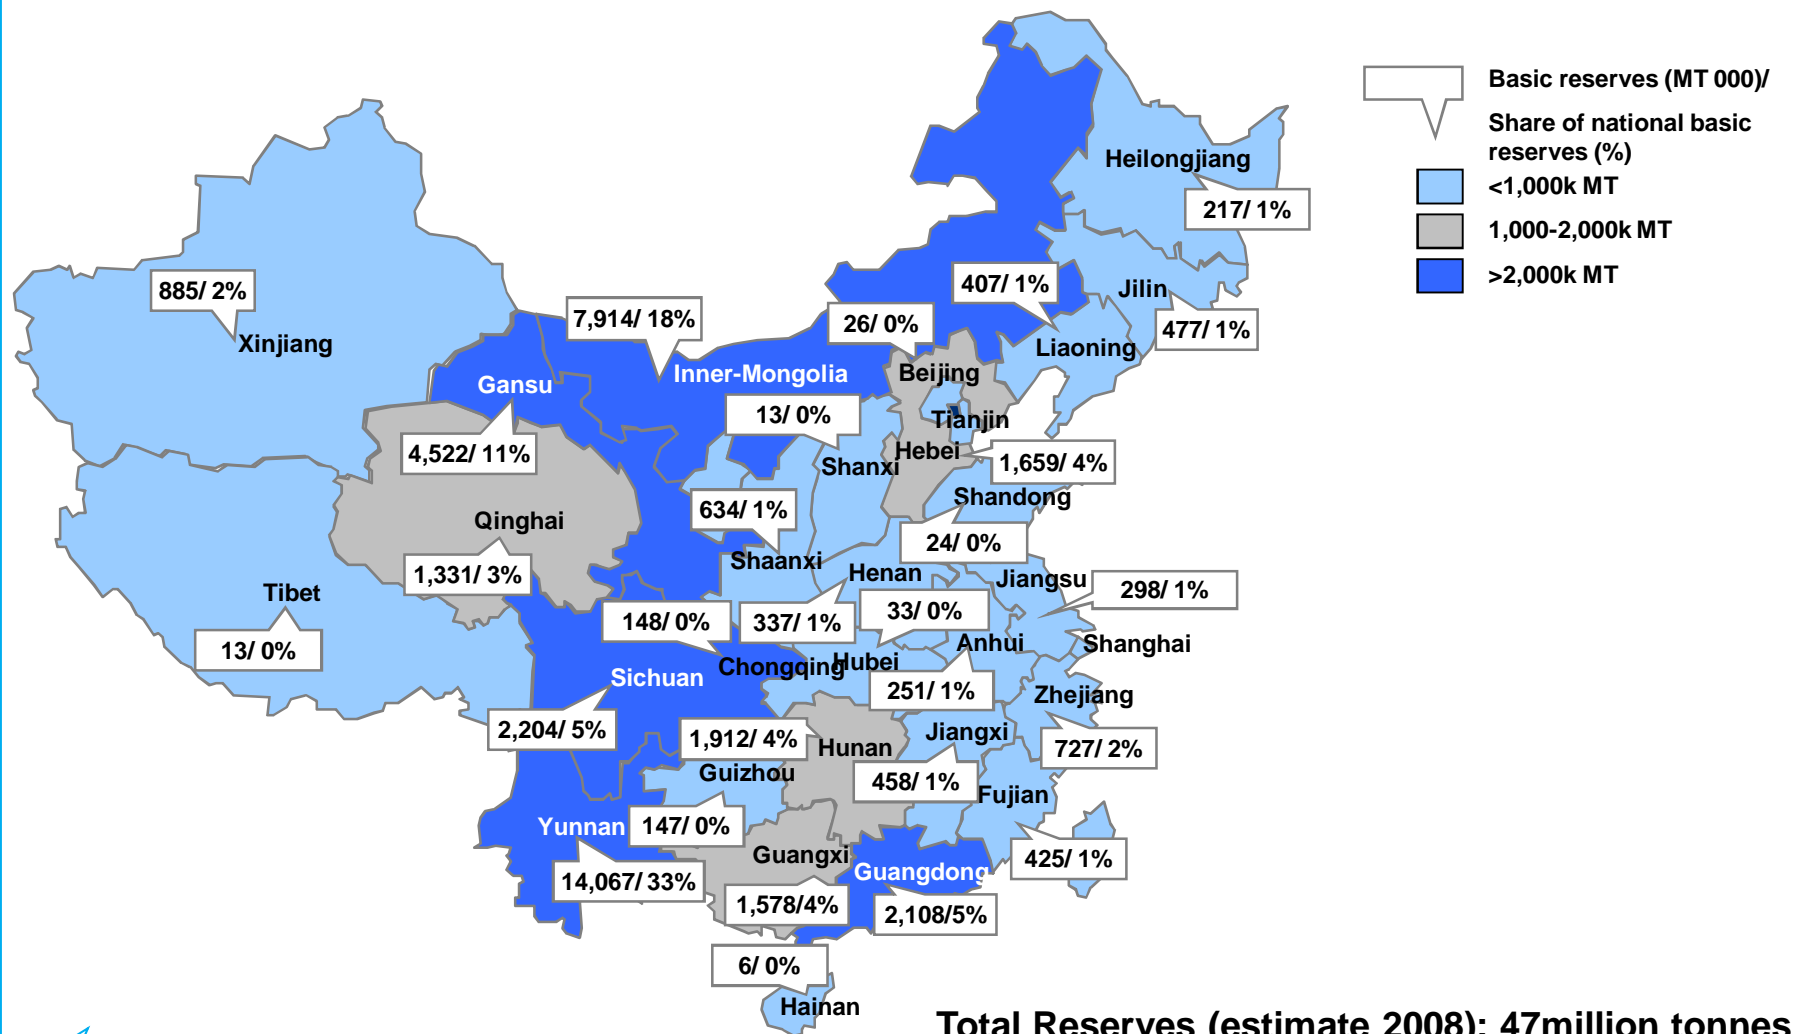 Basic reserves (MT 000)/
Share of national basic
reserves (%)
<1,000k MT
1,000-2,000k MT
>2,000k MT
Heilongjiang
217/ 1%
885/ 2%
Xinjiang
7,914/ 18%
Inner-Mongolia
26/ 0%
407/ 1%
Jilin
477/ 1%
Liaoning
Beijing
Gansu
13/ 0%
Tianjin
4,522/ 11%
Shanxi
Hebei
1,659/ 4%
Shandong
634/ 1%
Qinghai
24/ 0%
Shaanxi
Henan
1,331/ 3%
Jiangsu
298/ 1%
Tibet
148/ 0%
337/ 1%
33/ 0%
13/ 0%
Anhui
Shanghai
Chongqing
Hubei
Sichuan
251/ 1%
Zhejiang
2,204/ 5%
1,912/ 4%
Hunan
Jiangxi
727/ 2%
Guizhou
458/ 1%
Fujian
Yunnan
147/ 0%
Guangxi
425/ 1%
Guangdong
14,067/ 33%
1,578/4%
2,108/5%
6/ 0%
Hainan
Total Reserves (estimate 2008): 47million tonnes